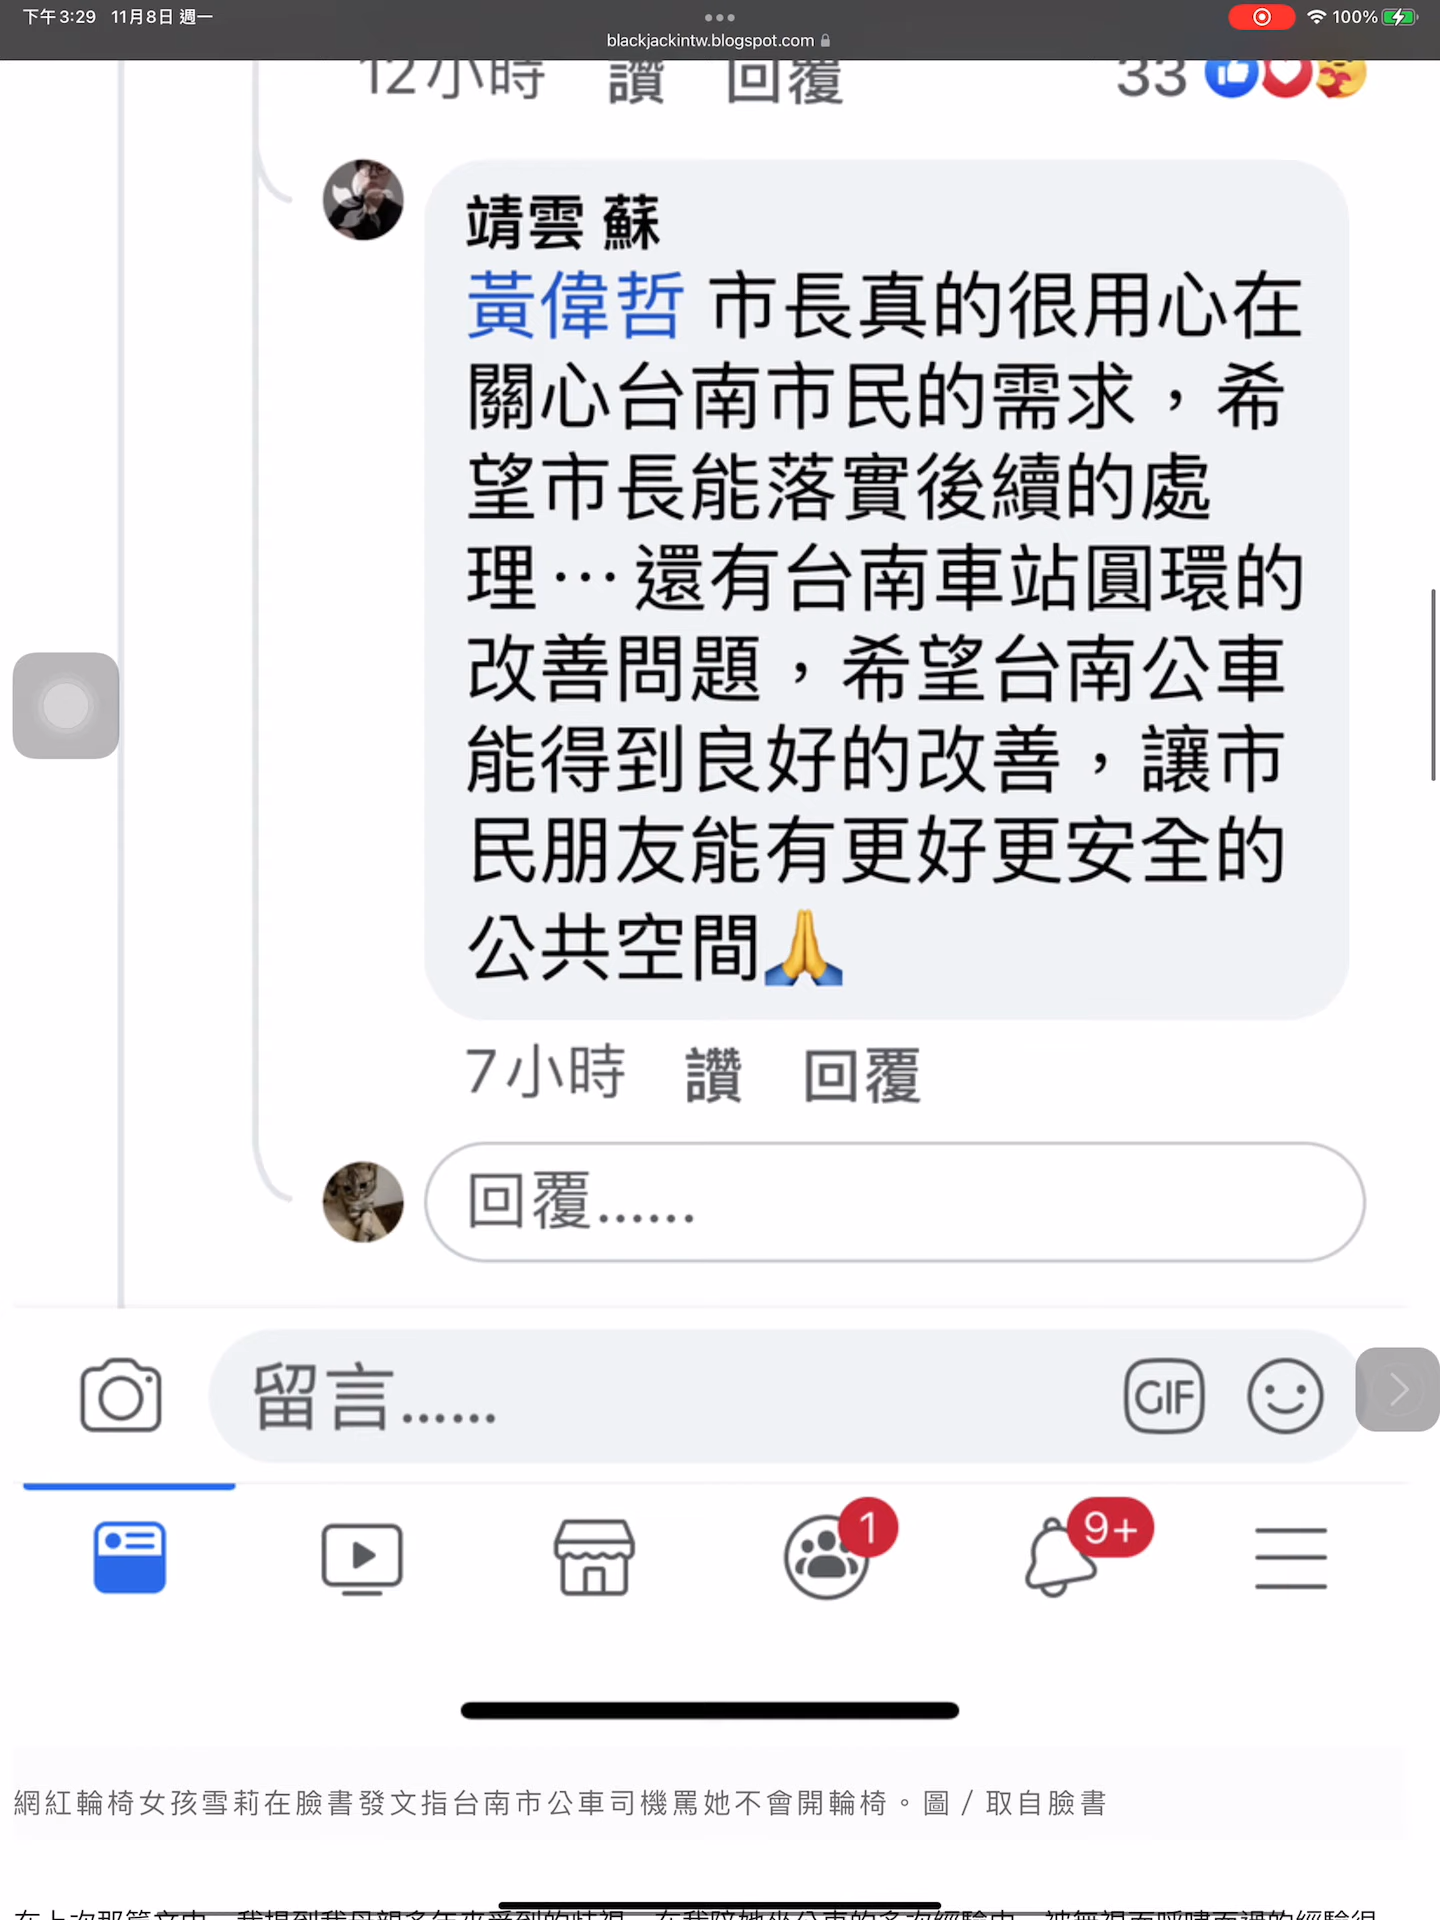 下午3:29 11月8日 週一
100%
blackjackintw.blogspot.com
12小時 讚 回覆 33
靖雲 蘇
黃偉哲 市長真的很用心在
關心台南市民的需求，希
望市長能落實後續的處
理⋯還有台南車站圓環的
改善問題，希望台南公車
能得到良好的改善，讓市
民朋友能有更好更安全的
公共空間🙏
7小時 讚 回覆
回覆......
留言......
GIF
1
9+
網紅輪椅女孩雪莉在臉書發文指台南市公車司機罵她不會開輪椅。圖 / 取自臉書